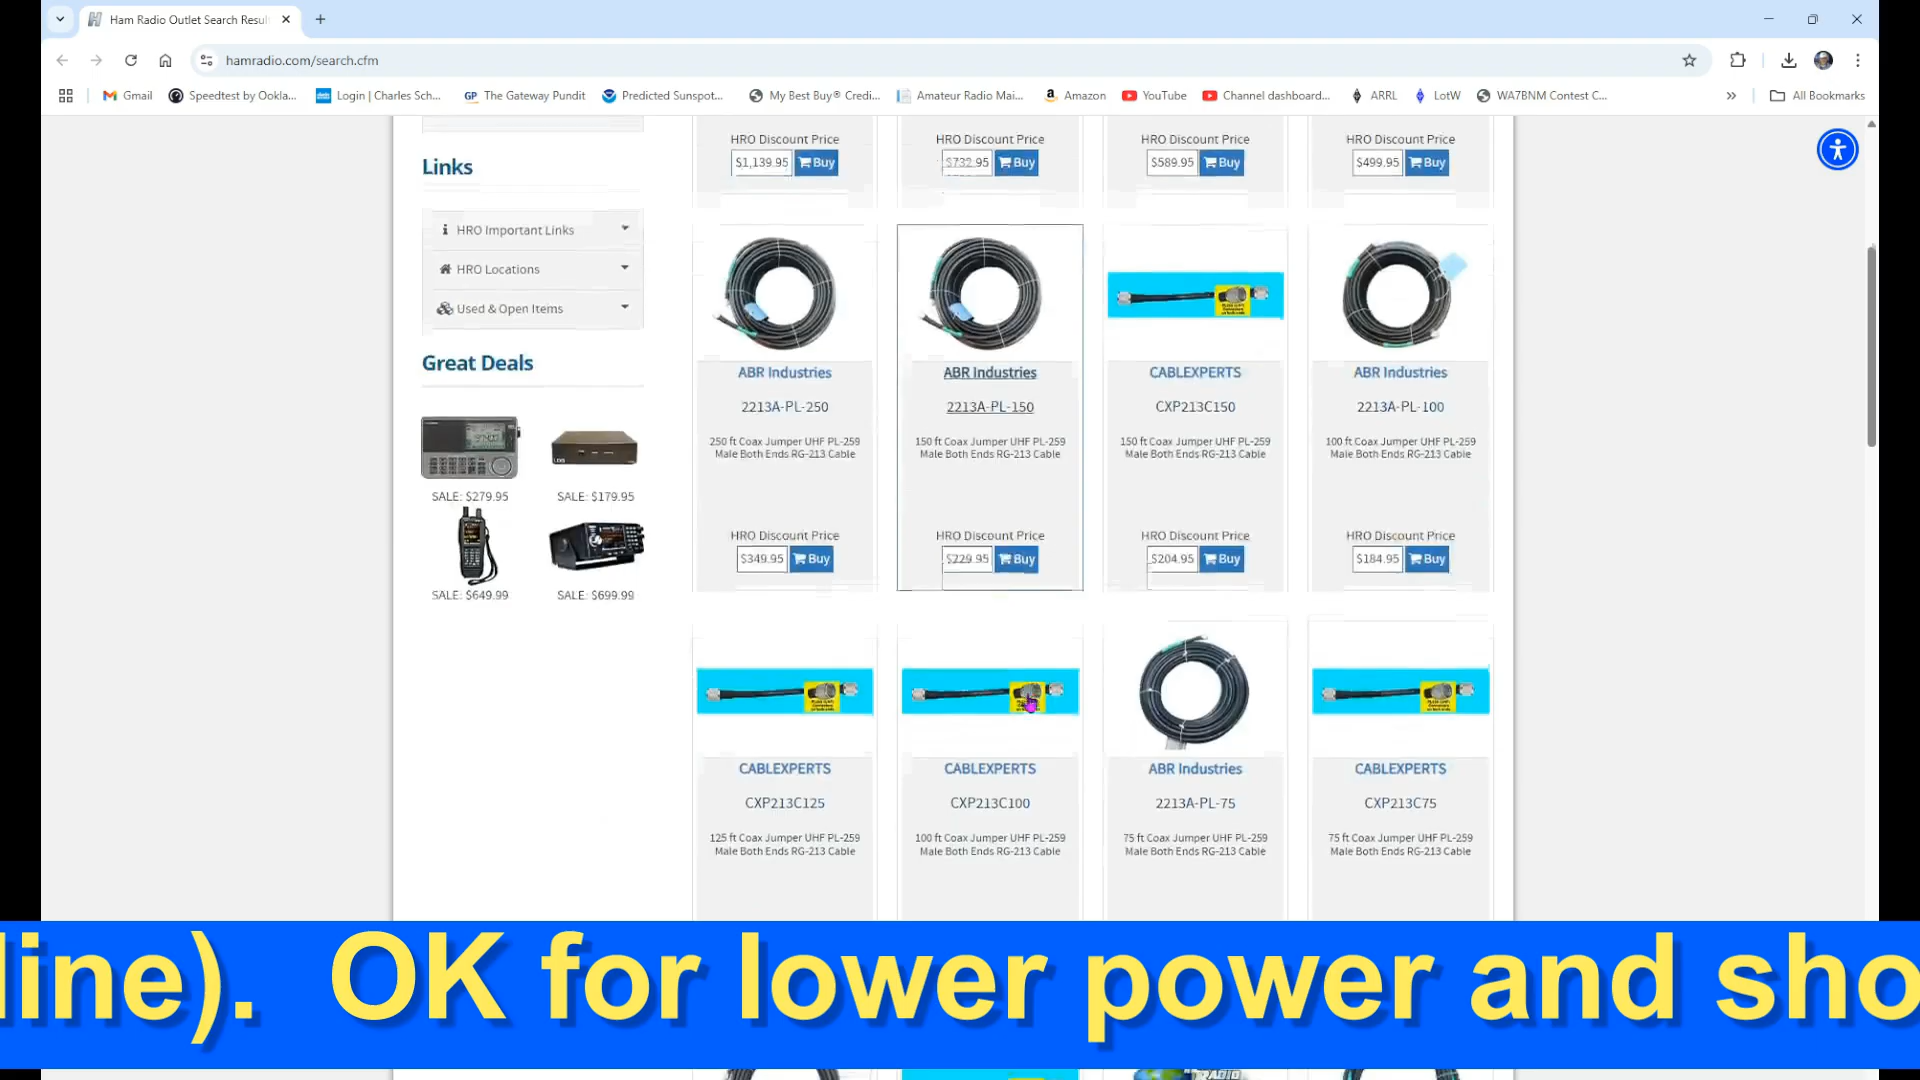 Ham Radio Outlet Search Resul
hamradio.com/search.cfm
Gmail
Speedtest by Ookla...
Login | Charles Sch...
GP The Gateway Pundit
Predicted Sunspot...
My Best Buy® Credi...
Amateur Radio Mai...
Amazon
YouTube
Channel dashboard...
ARRL
LotW
WA7BNM Contest C...
All Bookmarks
Links
HRO Important Links
HRO Locations
Used & Open Items
Great Deals
SALE: $279.95
SALE: $179.95
SALE: $649.99
SALE: $699.99
HRO Discount Price
$1,139.95 Buy
HRO Discount Price
$732.95 Buy
HRO Discount Price
$589.95 Buy
HRO Discount Price
$499.95 Buy
ABR Industries
2213A-PL-250
250 ft Coax Jumper UHF PL-259
Male Both Ends RG-213 Cable
HRO Discount Price
$349.95 Buy
ABR Industries
2213A-PL-150
150 ft Coax Jumper UHF PL-259
Male Both Ends RG-213 Cable
HRO Discount Price
$229.95 Buy
CABLEXPERTS
CXP213C150
150 ft Coax Jumper UHF PL-259
Male Both Ends RG-213 Cable
HRO Discount Price
$204.95 Buy
ABR Industries
2213A-PL-100
100 ft Coax Jumper UHF PL-259
Male Both Ends RG-213 Cable
HRO Discount Price
$184.95 Buy
CABLEXPERTS
CXP213C125
125 ft Coax Jumper UHF PL-259
Male Both Ends RG-213 Cable
CABLEXPERTS
CXP213C100
100 ft Coax Jumper UHF PL-259
Male Both Ends RG-213 Cable
ABR Industries
2213A-PL-75
75 ft Coax Jumper UHF PL-259
Male Both Ends RG-213 Cable
CABLEXPERTS
CXP213C75
75 ft Coax Jumper UHF PL-259
Male Both Ends RG-213 Cable
line). OK for lower power and sho